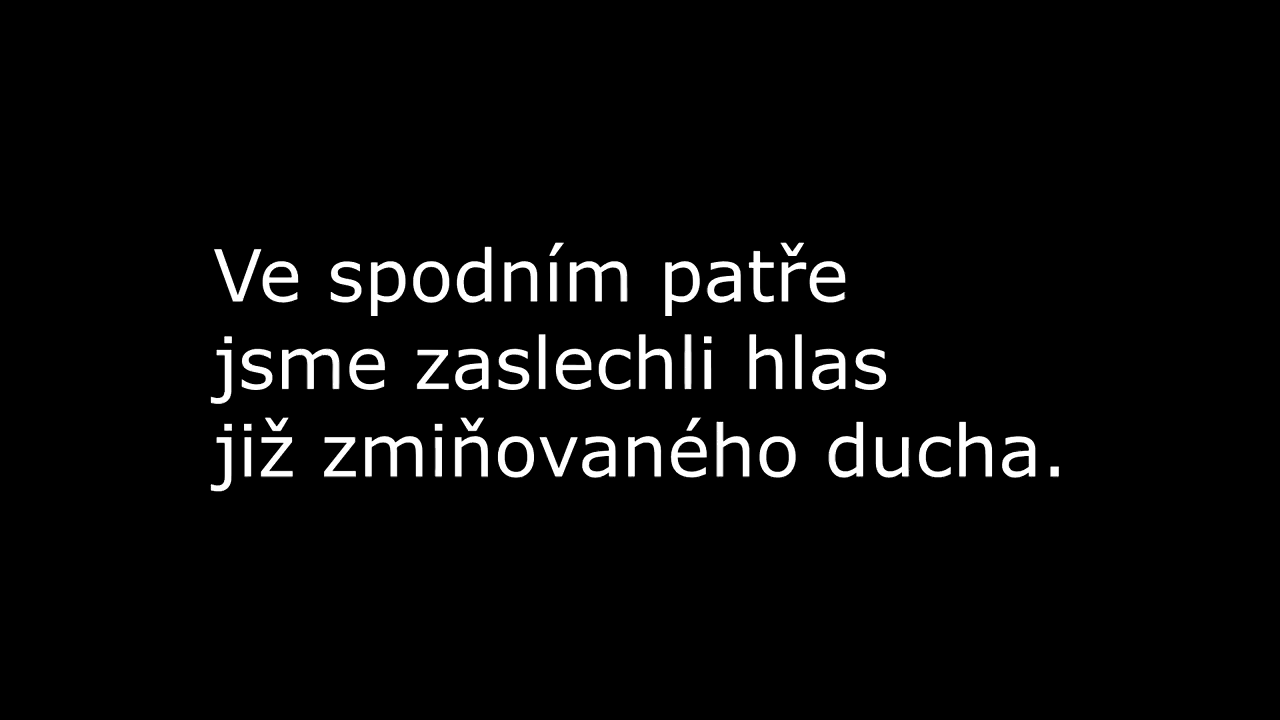 Ve spodním patře
jsme zaslechli hlas
již zmiňovaného ducha.